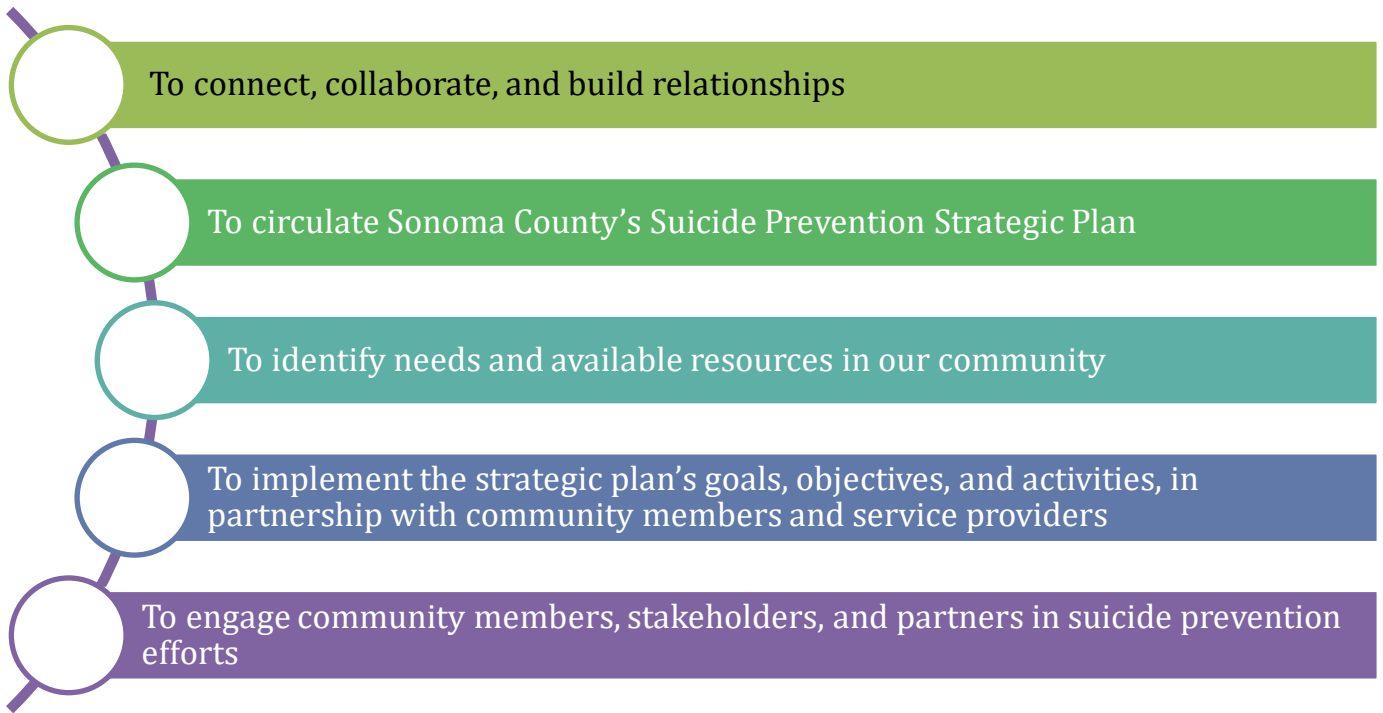 To connect, collaborate, and build relationships
To circulate Sonoma County’s Suicide Prevention Strategic Plan
To identify needs and available resources in our community
To implement the strategic plan’s goals, objectives, and activities, in
partnership with community members and service providers
To engage community members, stakeholders, and partners in suicide prevention
efforts